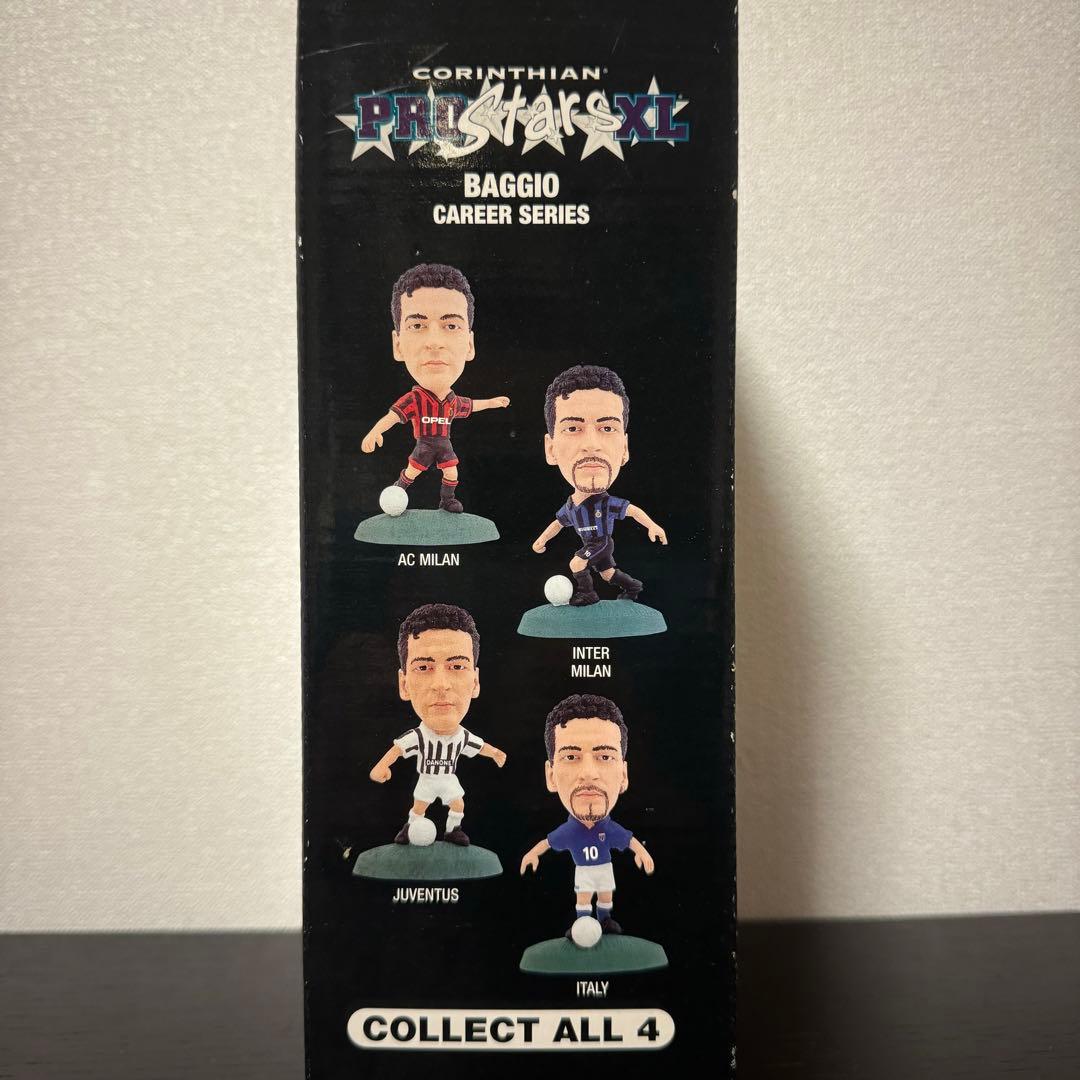 CORINTHIAN
PRO Stars XL
BAGGIO
CAREER SERIES
OPEL
AC MILAN
INTER
MILAN
DANONE
JUVENTUS
10
ITALY
COLLECT ALL 4